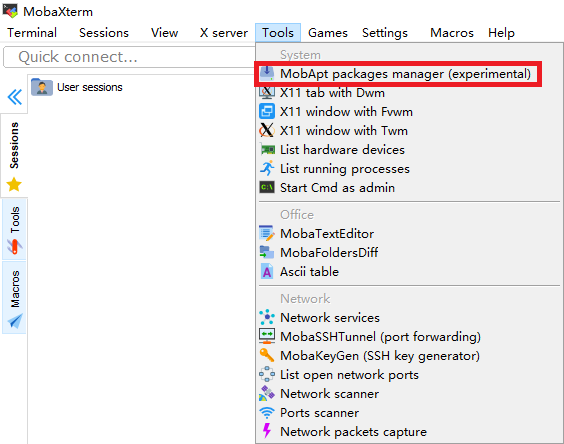 MobaXterm
Terminal Sessions View X server Tools Games Settings Macros Help
Quick connect...
User sessions
Sessions
Tools
Macros
System
MobApt packages manager (experimental)
X11 tab with Dwm
X11 window with Fvwm
X11 window with Twm
List hardware devices
List running processes
Start Cmd as admin
Office
MobaTextEditor
MobaFoldersDiff
Ascii table
Network
Network services
MobaSSHTunnel (port forwarding)
MobaKeyGen (SSH key generator)
List open network ports
Network scanner
Ports scanner
Network packets capture